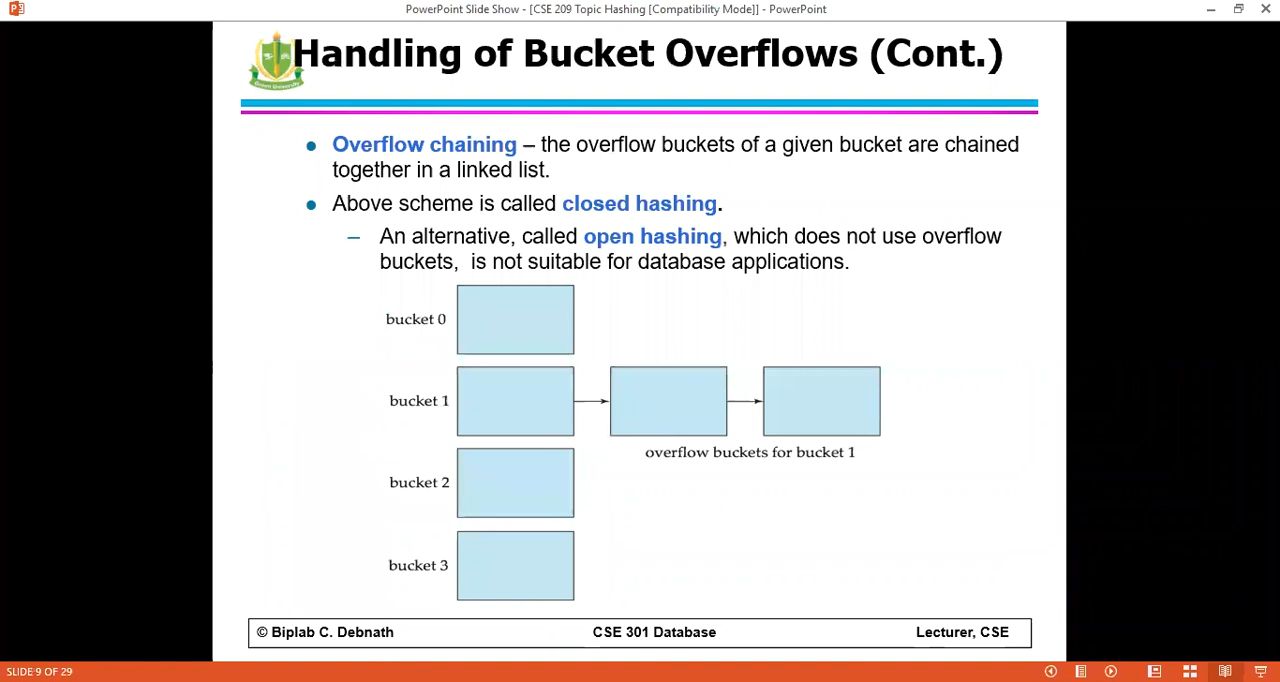 PowerPoint Slide Show - [CSE 209 Topic Hashing [Compatibility Mode]] - PowerPoint
Handling of Bucket Overflows (Cont.)
Overflow chaining – the overflow buckets of a given bucket are chained
together in a linked list.
Above scheme is called closed hashing.
– An alternative, called open hashing, which does not use overflow
buckets, is not suitable for database applications.
bucket 0
bucket 1
overflow buckets for bucket 1
bucket 2
bucket 3
© Biplab C. Debnath CSE 301 Database Lecturer, CSE
SLIDE 9 OF 29